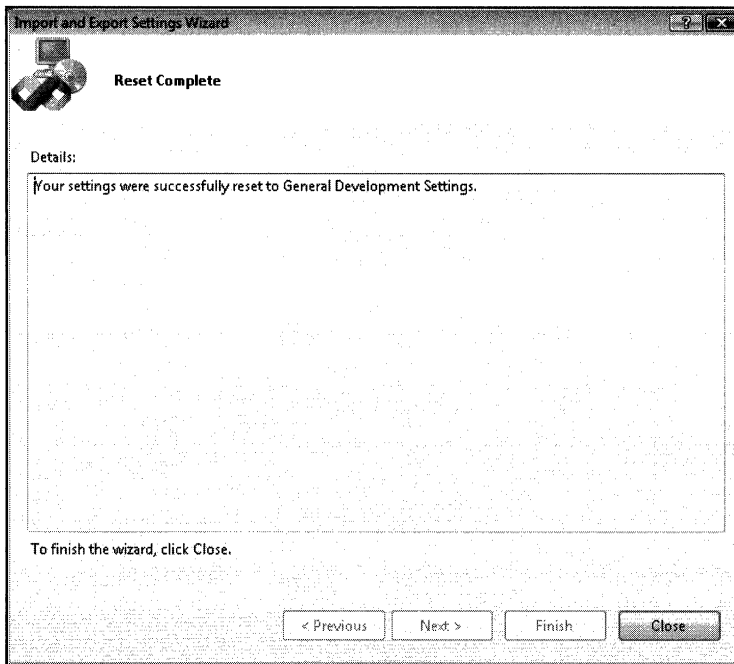 Import and Export Settings Wizard
Reset Complete
Details:
Your settings were successfully reset to General Development Settings.
To finish the wizard, click Close.
< Previous
Next >
Finish
Close